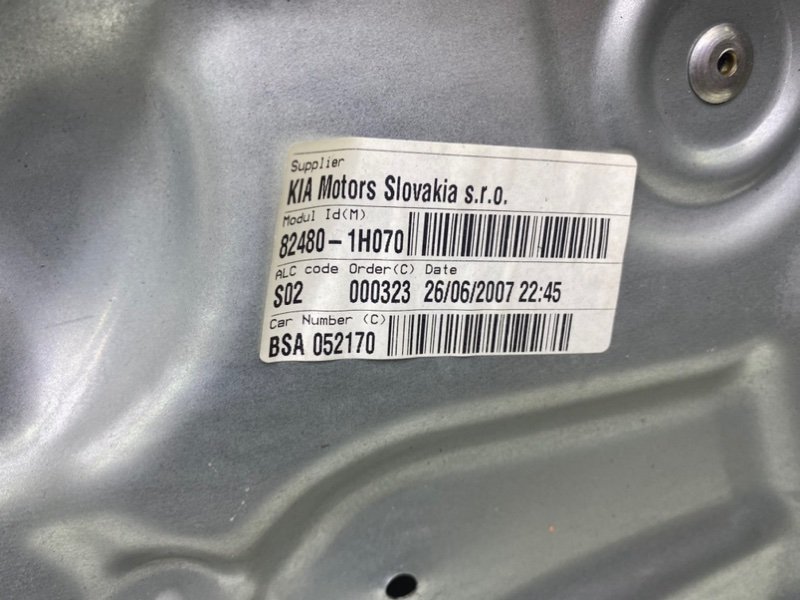 Supplier
KIA Motors Slovakia s.r.o.
Modul Id(M)
82480-1H070
ALC code Order(C) Date
S02 000323 26/06/2007 22:45
Car Number (C)
BSA 052170